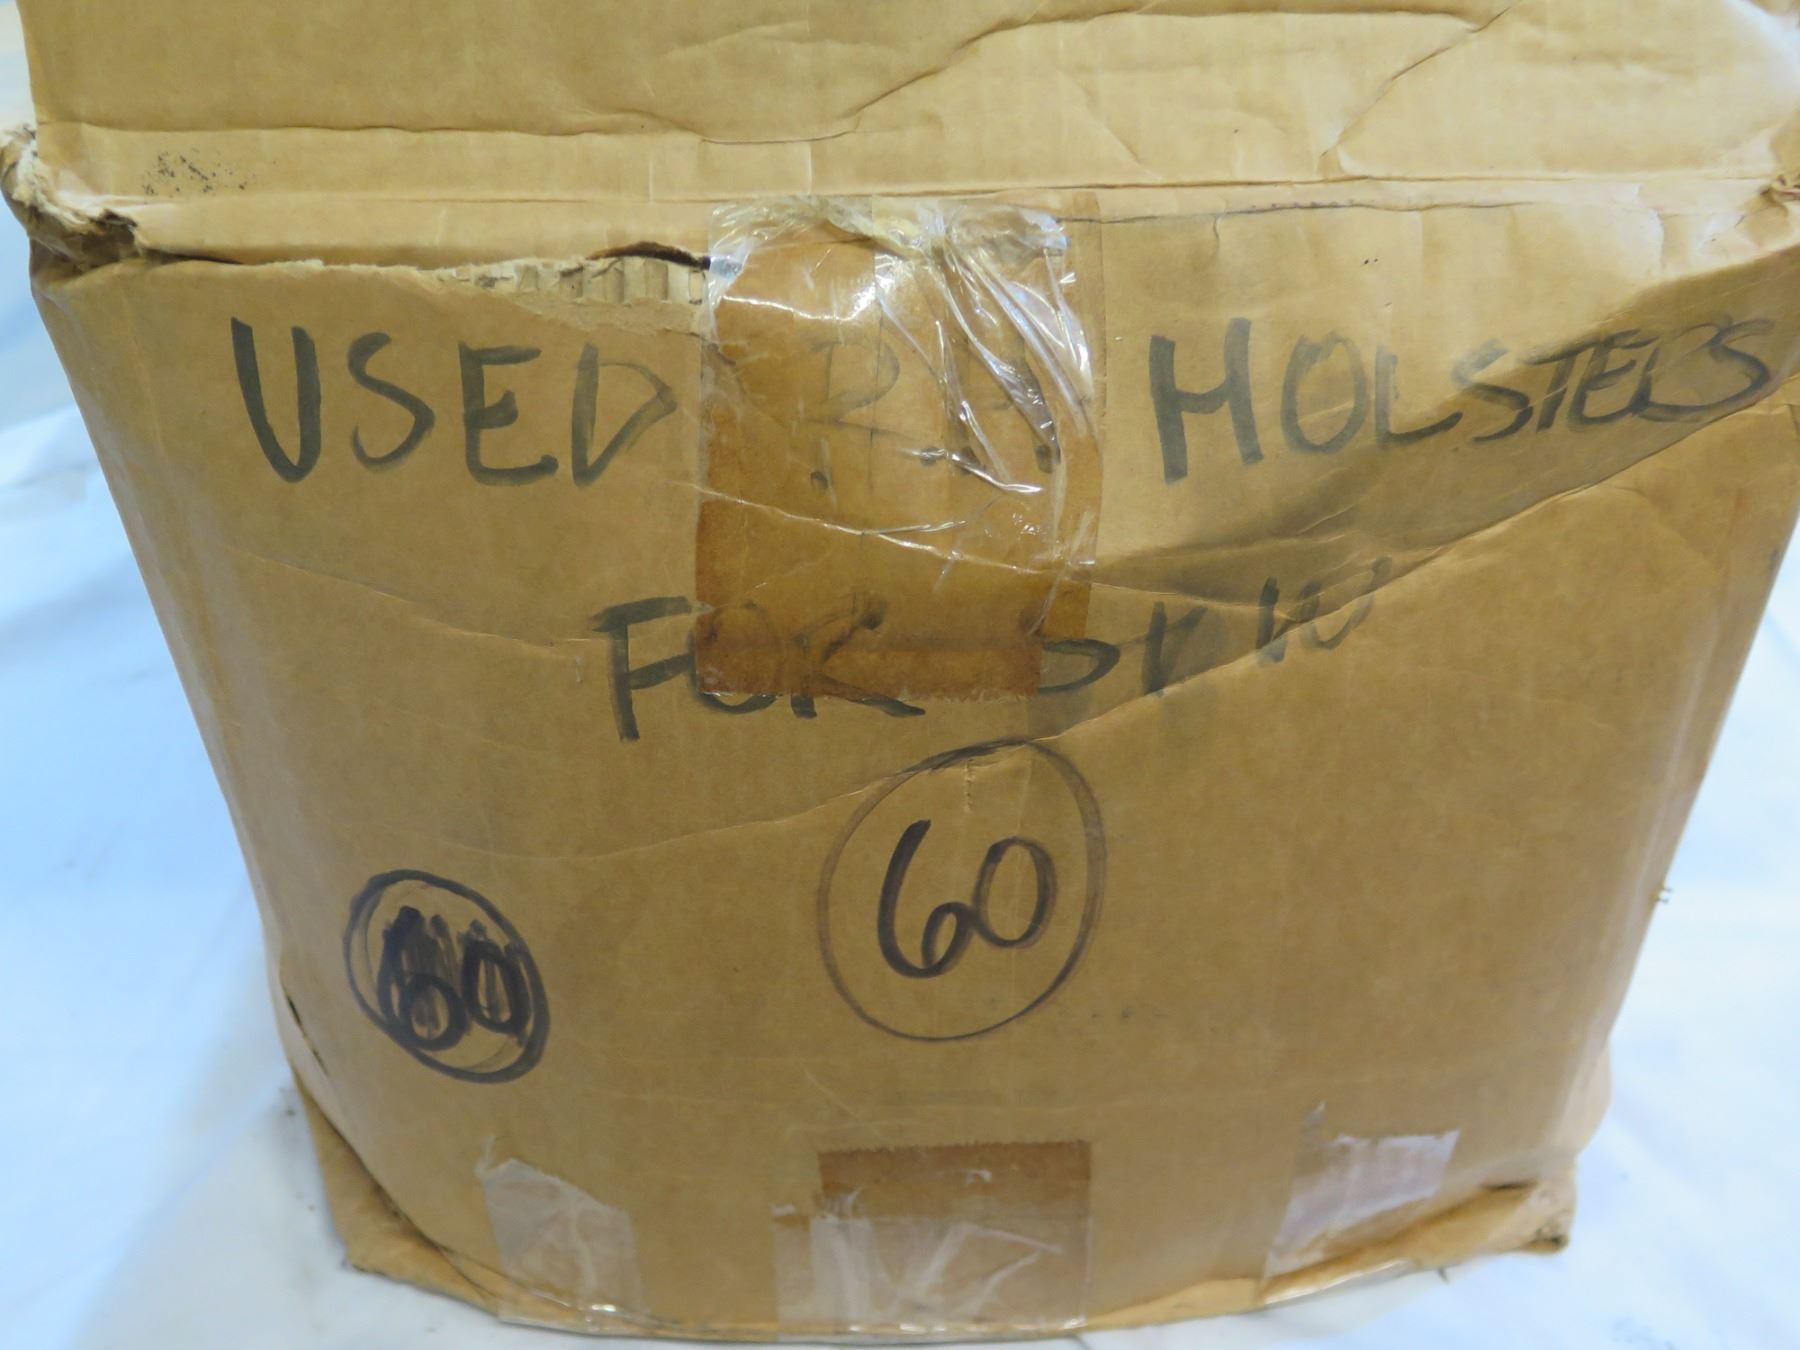 USED R.H HOLSTERS
FOR S&W
60
60